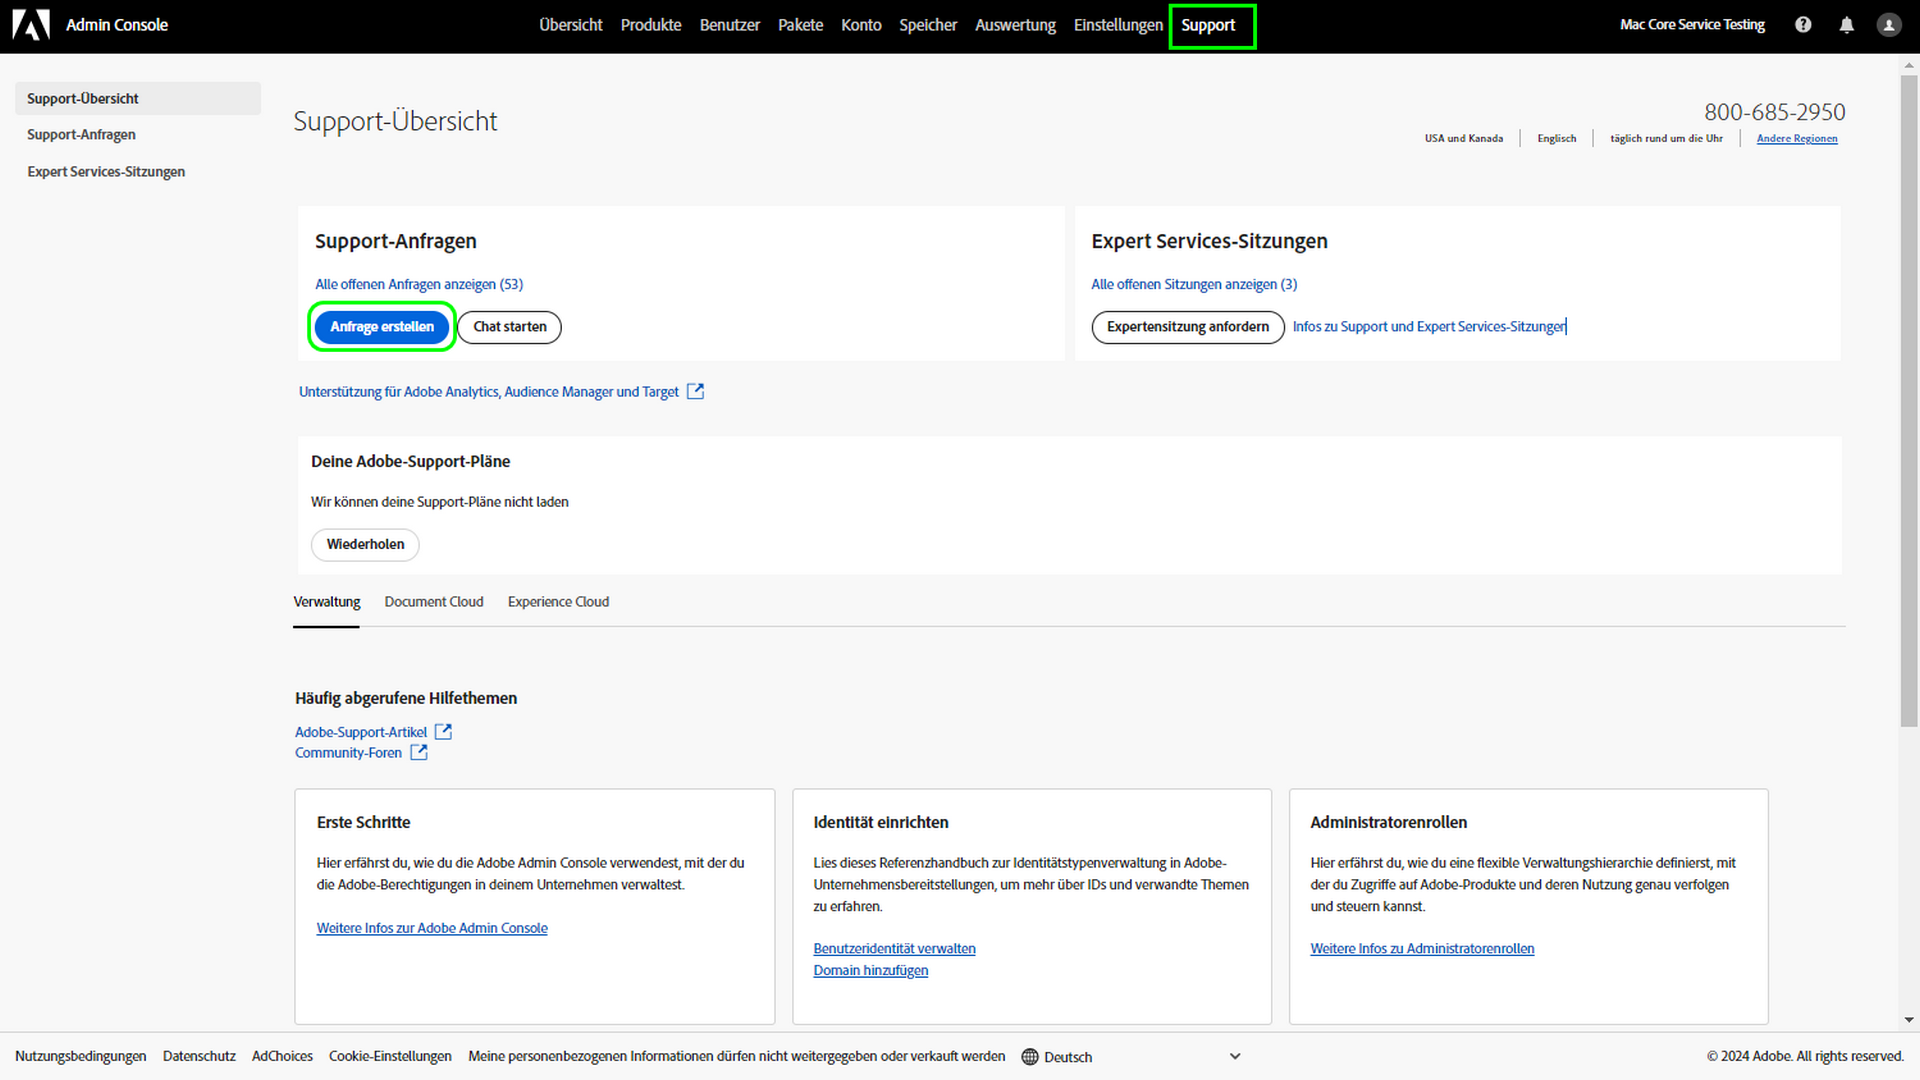 Admin Console
Übersicht Produkte Benutzer Pakete Konto Speicher Auswertung Einstellungen Support
Mac Core Service Testing
Support-Übersicht
Support-Anfragen
Expert Services-Sitzungen
Support-Übersicht
800-685-2950
USA und Kanada Englisch täglich rund um die Uhr Andere Regionen
Support-Anfragen
Alle offenen Anfragen anzeigen (53)
Anfrage erstellen Chat starten
Expert Services-Sitzungen
Alle offenen Sitzungen anzeigen (3)
Expertensitzung anfordern Infos zu Support und Expert Services-Sitzungen
Unterstützung für Adobe Analytics, Audience Manager und Target
Deine Adobe-Support-Pläne
Wir können deine Support-Pläne nicht laden
Wiederholen
Verwaltung Document Cloud Experience Cloud
Häufig abgerufene Hilfethemen
Adobe-Support-Artikel
Community-Foren
Erste Schritte
Hier erfährst du, wie du die Adobe Admin Console verwendest, mit der du
die Adobe-Berechtigungen in deinem Unternehmen verwaltest.
Weitere Infos zur Adobe Admin Console
Identität einrichten
Lies dieses Referenzhandbuch zur Identitätstypenverwaltung in Adobe-
Unternehmensbereitstellungen, um mehr über IDs und verwandte Themen
zu erfahren.
Benutzeridentität verwalten
Domain hinzufügen
Administratorenrollen
Hier erfährst du, wie du eine flexible Verwaltungshierarchie definierst, mit
der du Zugriffe auf Adobe-Produkte und deren Nutzung genau verfolgen
und steuern kannst.
Weitere Infos zu Administratorenrollen
Nutzungsbedingungen Datenschutz AdChoices Cookie-Einstellungen Meine personenbezogenen Informationen dürfen nicht weitergegeben oder verkauft werden Deutsch
© 2024 Adobe. All rights reserved.